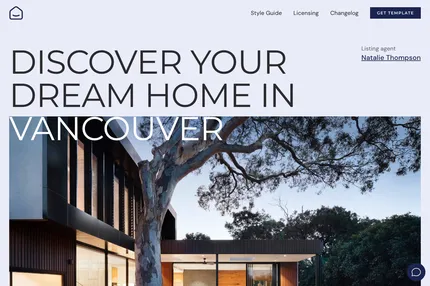 Style Guide
Licensing
Changelog
GET TEMPLATE
Listing agent
Natalie Thompson
DISCOVER YOUR
DREAM HOME IN
VANCOUVER